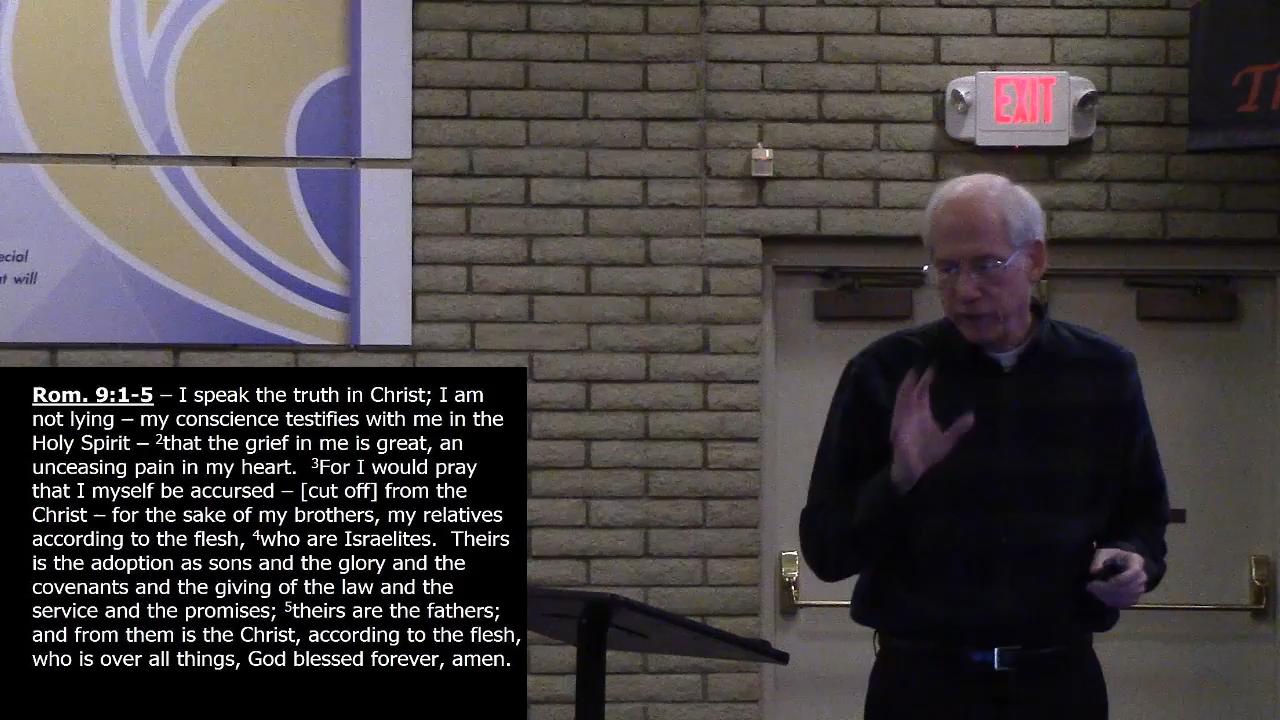 EXIT
ecial
will
Rom. 9:1-5 – I speak the truth in Christ; I am
not lying – my conscience testifies with me in the
Holy Spirit – ²that the grief in me is great, an
unceasing pain in my heart. ³For I would pray
that I myself be accursed – [cut off] from the
Christ – for the sake of my brothers, my relatives
according to the flesh, ⁴who are Israelites. Theirs
is the adoption as sons and the glory and the
covenants and the giving of the law and the
service and the promises; ⁵theirs are the fathers;
and from them is the Christ, according to the flesh,
who is over all things, God blessed forever, amen.